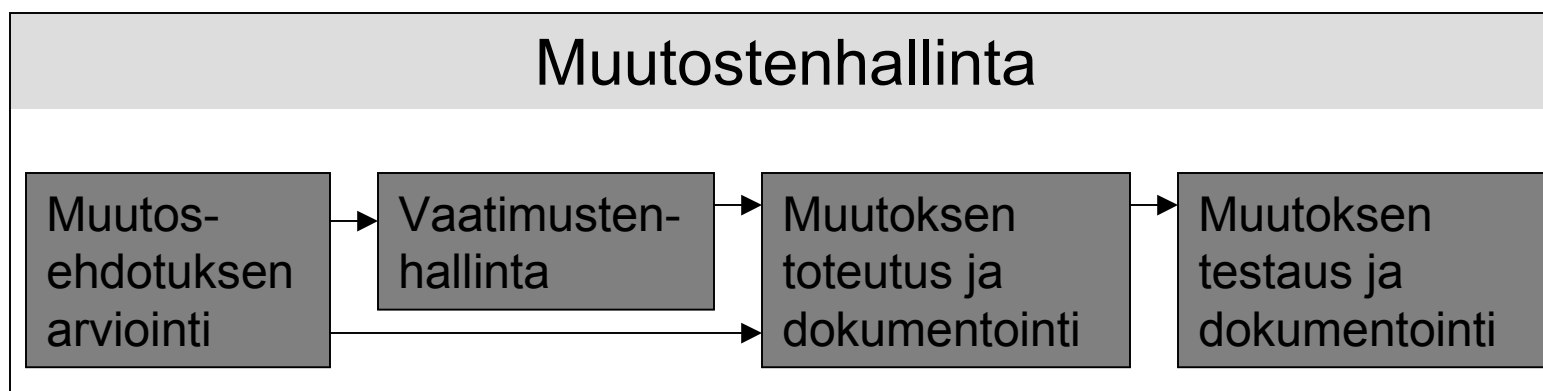 Muutostenhallinta
Muutos-
ehdotuksen
arviointi
Vaatimusten-
hallinta
Muutoksen
toteutus ja
dokumentointi
Muutoksen
testaus ja
dokumentointi